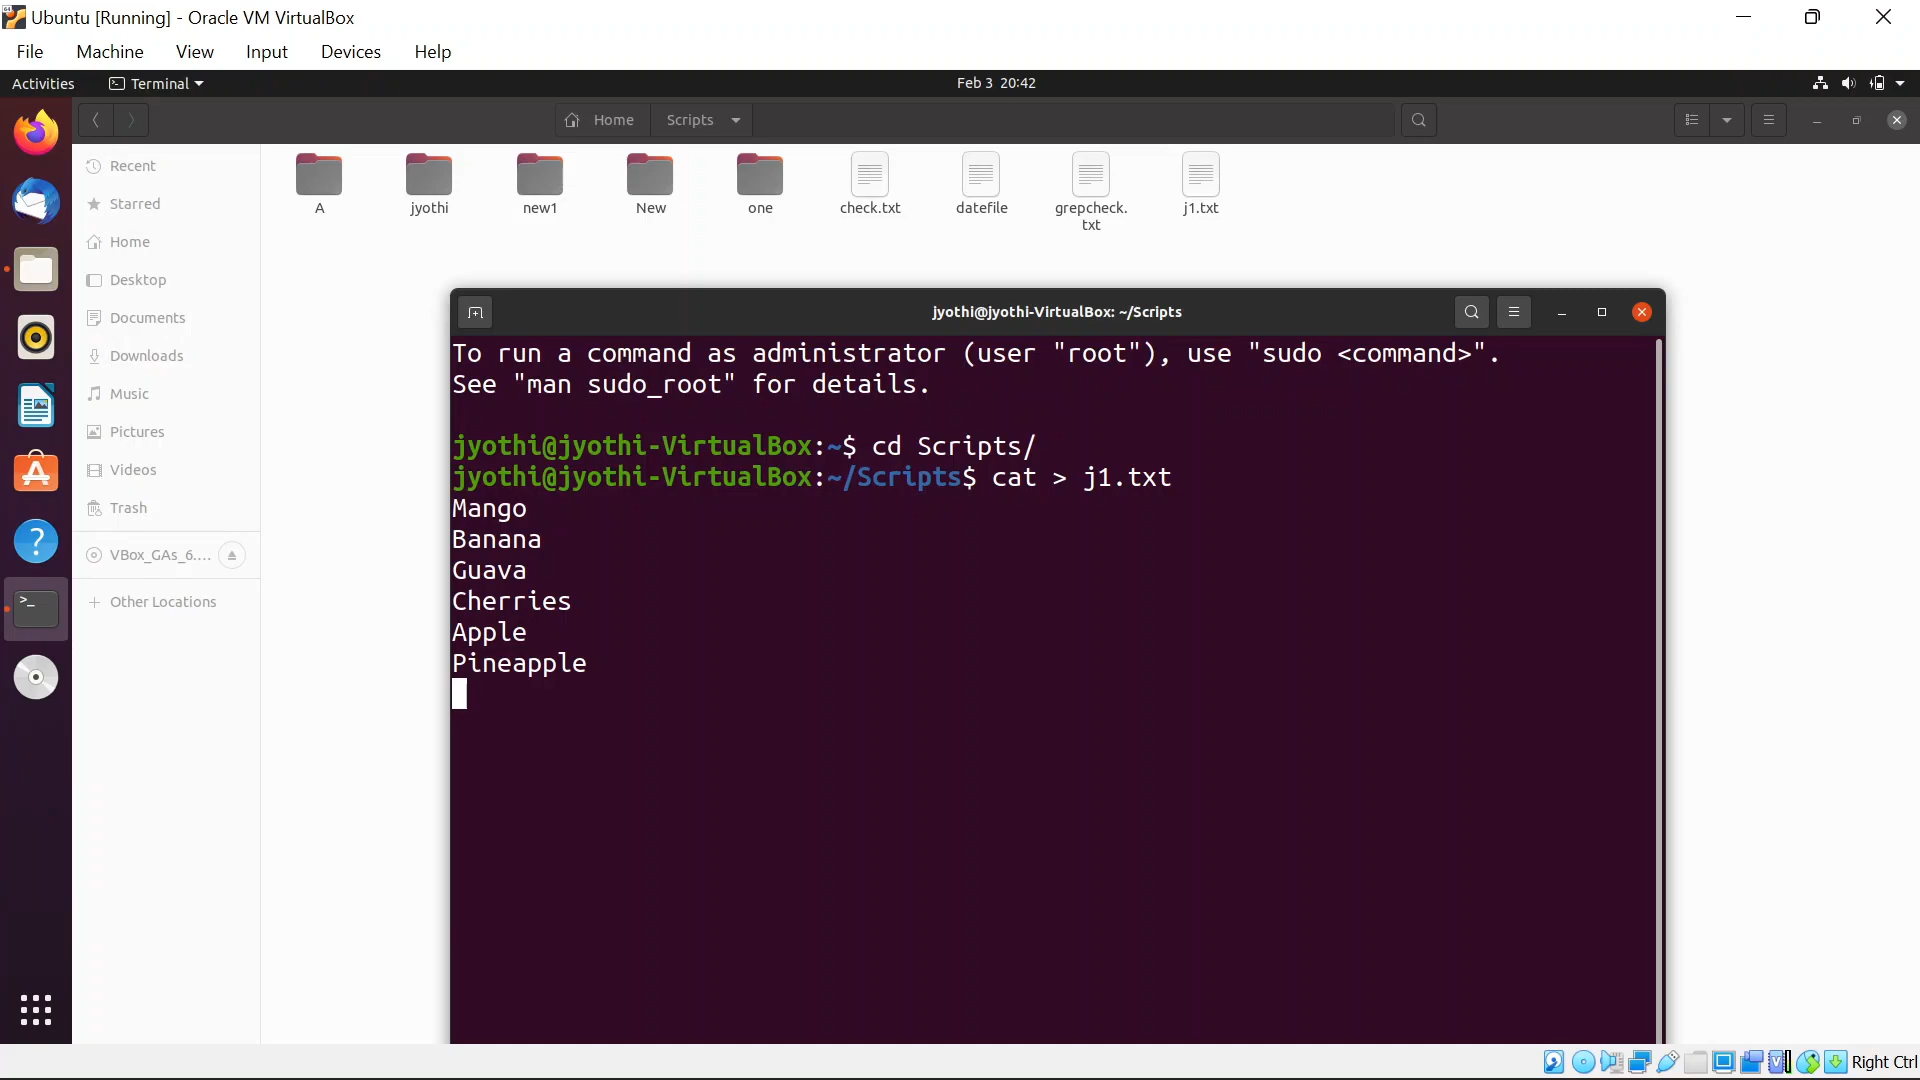 Ubuntu [Running] - Oracle VM VirtualBox
File Machine View Input Devices Help
Activities Terminal Feb 3 20:42
Home Scripts
Recent
Starred
Home
Desktop
Documents
Downloads
Music
Pictures
Videos
Trash
VBox_GAs_6....
Other Locations
A jyothi new1 New one check.txt datefile grepcheck. j1.txt
txt
jyothi@jyothi-VirtualBox: ~/Scripts
To run a command as administrator (user "root"), use "sudo <command>".
See "man sudo_root" for details.
jyothi@jyothi-VirtualBox:~$ cd Scripts/
jyothi@jyothi-VirtualBox:~/Scripts$ cat > j1.txt
Mango
Banana
Guava
Cherries
Apple
Pineapple
Right Ctrl